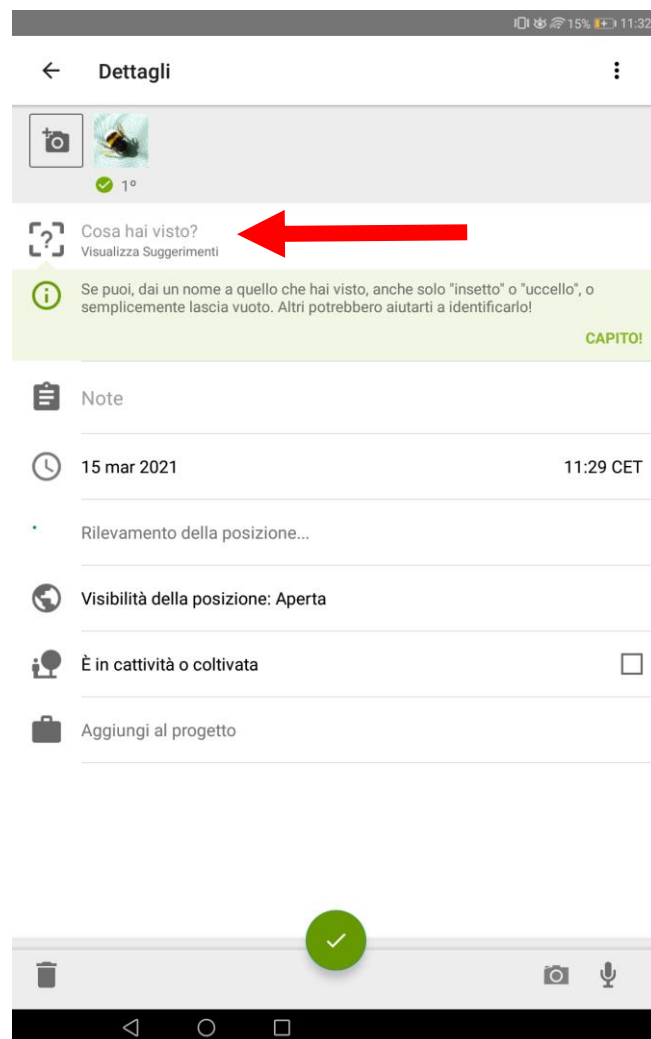 15% 11:32
Dettagli
1°
Cosa hai visto?
Visualizza Suggerimenti
Se puoi, dai un nome a quello che hai visto, anche solo "insetto" o "uccello", o
semplicemente lascia vuoto. Altri potrebbero aiutarti a identificarlo!
CAPITO!
Note
15 mar 2021 11:29 CET
Rilevamento della posizione...
Visibilità della posizione: Aperta
È in cattività o coltivata
Aggiungi al progetto